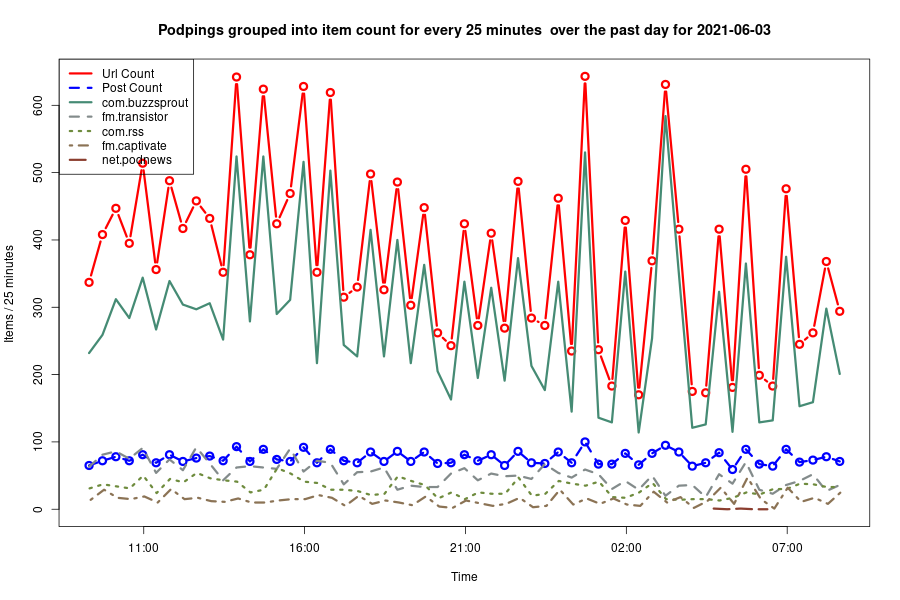 Podpings grouped into item count for every 25 minutes  over the past day for 2021-06-03
Url Count
Post Count
com.buzzsprout
fm.transistor
com.rss
fm.captivate
net.podnews
Items / 25 minutes
600
500
400
300
200
100
0
11:00 16:00 21:00 02:00 07:00
Time